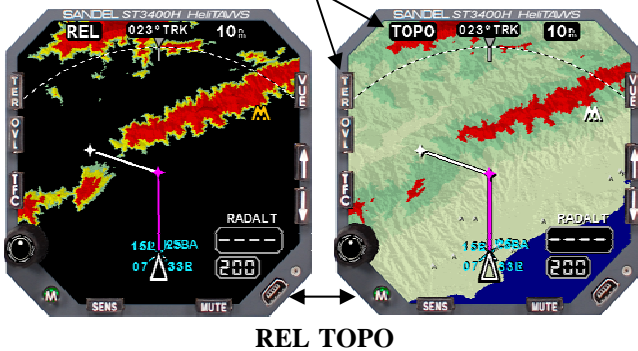 SANDEL ST3400H HeliTAWS
REL 023° TRK 10
TER
OVL
TFC
VUE
RADALT
----
200
M
SENS
MUTE
SANDEL ST3400H HeliTAWS
TOPO 023° TRK 10
TER
OVL
TFC
VUE
RADALT
----
200
M
SENS
MUTE
REL TOPO